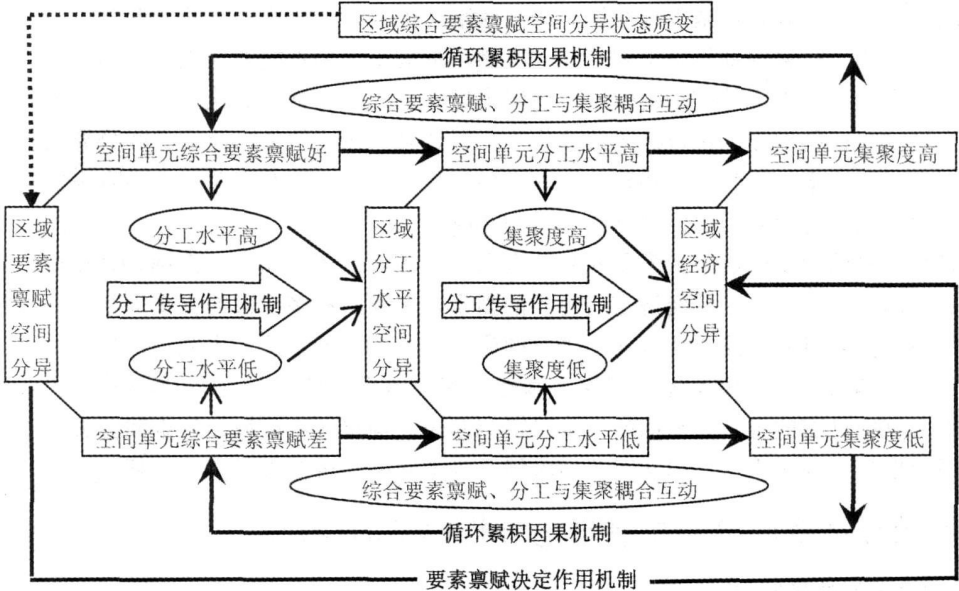 区域综合要素禀赋空间分异状态质变
循环累积因果机制
综合要素禀赋、分工与集聚耦合互动
空间单元综合要素禀赋好
空间单元分工水平高
空间单元集聚度高
区域
要素
禀赋
空间
分异
分工水平高
分工传导作用机制
分工水平低
区域
分工
水平
空间
分异
集聚度高
分工传导作用机制
集聚度低
区域
经济
空间
分异
空间单元综合要素禀赋差
空间单元分工水平低
空间单元集聚度低
综合要素禀赋、分工与集聚耦合互动
循环累积因果机制
要素禀赋决定作用机制